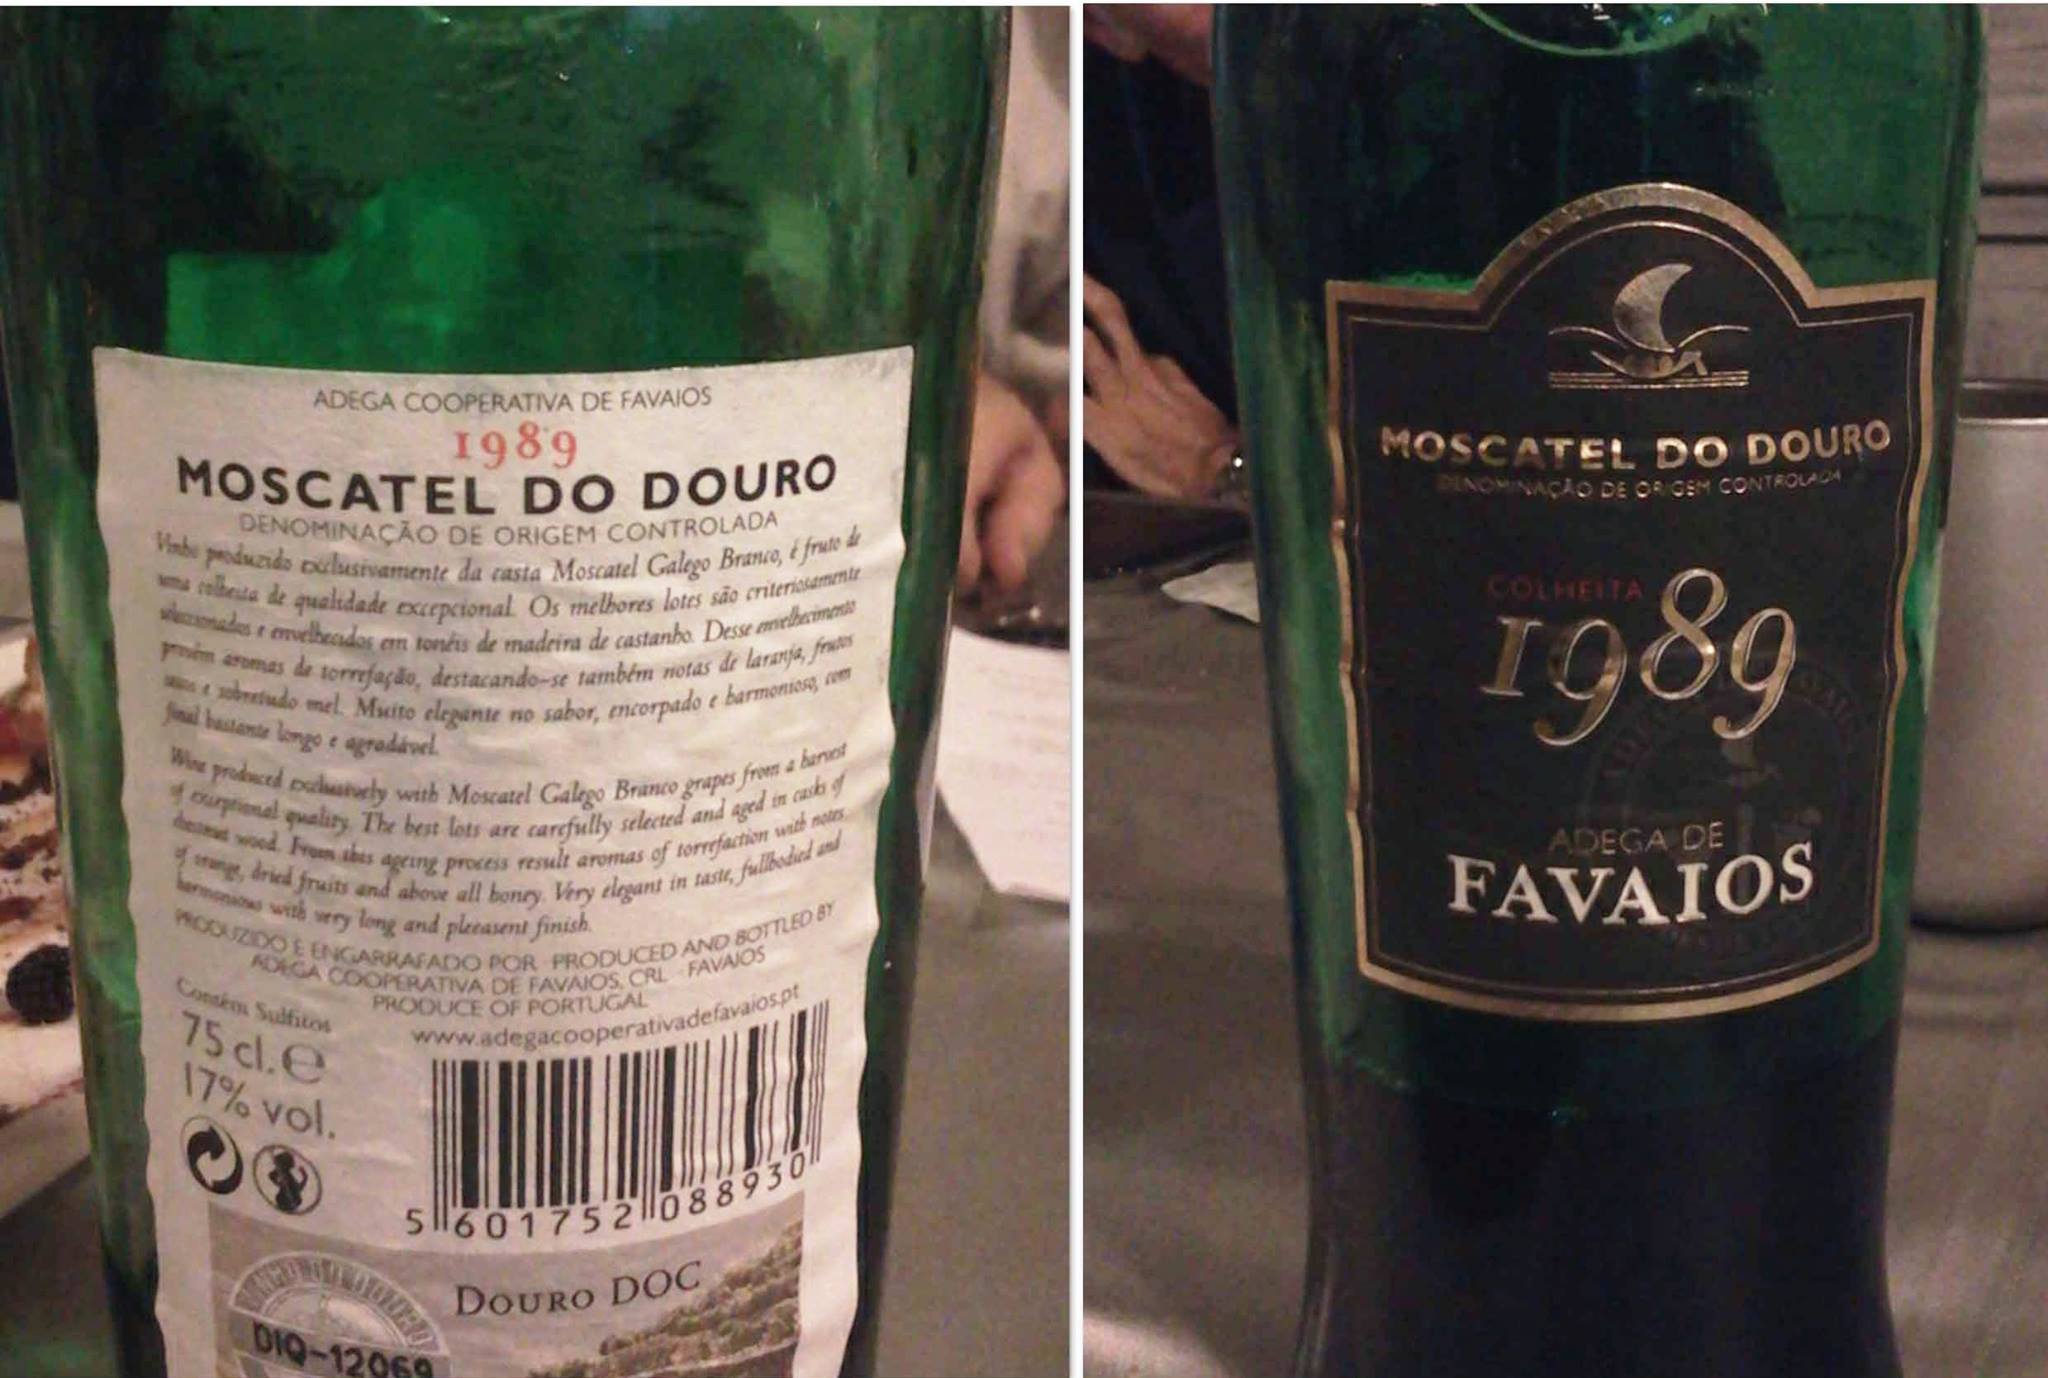 ADEGA COOPERATIVA DE FAVAIOS
1989
MOSCATEL DO DOURO
DENOMINAÇÃO DE ORIGEM CONTROLADA
Vinho produzido exclusivamente da casta Moscatel Galego Branco, é fruto de
uma colheita de qualidade excepcional. Os melhores lotes são criteriosamente
seleccionados e envelhecidos em tonéis de madeira de castanho. Desse envelhecimento
provém aromas de torrefação, destacando-se também notas de laranja, frutos
secos e sobretudo mel. Muito elegante no sabor, encorpado e harmonioso, com
final bastante longo e agradável.
Wine produced exclusively with Moscatel Galego Branco grapes from a harvest
of exceptional quality. The best lots are carefully selected and aged in casks of
chestnut wood. From this ageing process result aromas of torrefaction with notes
of orange, dried fruits and above all honey. Very elegant in taste, fullbodied and
harmonious with very long and pleeasent finish.
PRODUZIDO E ENGARRAFADO POR PRODUCED AND BOTTLED BY
ADEGA COOPERATIVA DE FAVAIOS, CRL - FAVAIOS
PRODUCE OF PORTUGAL
www.adegacooperativadefavaios.pt
Contém Sulfitos
75 cl. e
17% vol.
5 601752 088930
DOURO DOC
DIQ-12069
MOSCATEL DO DOURO
DENOMINAÇÃO DE ORIGEM CONTROLADA
COLHEITA
1989
ADEGA DE
FAVAIOS